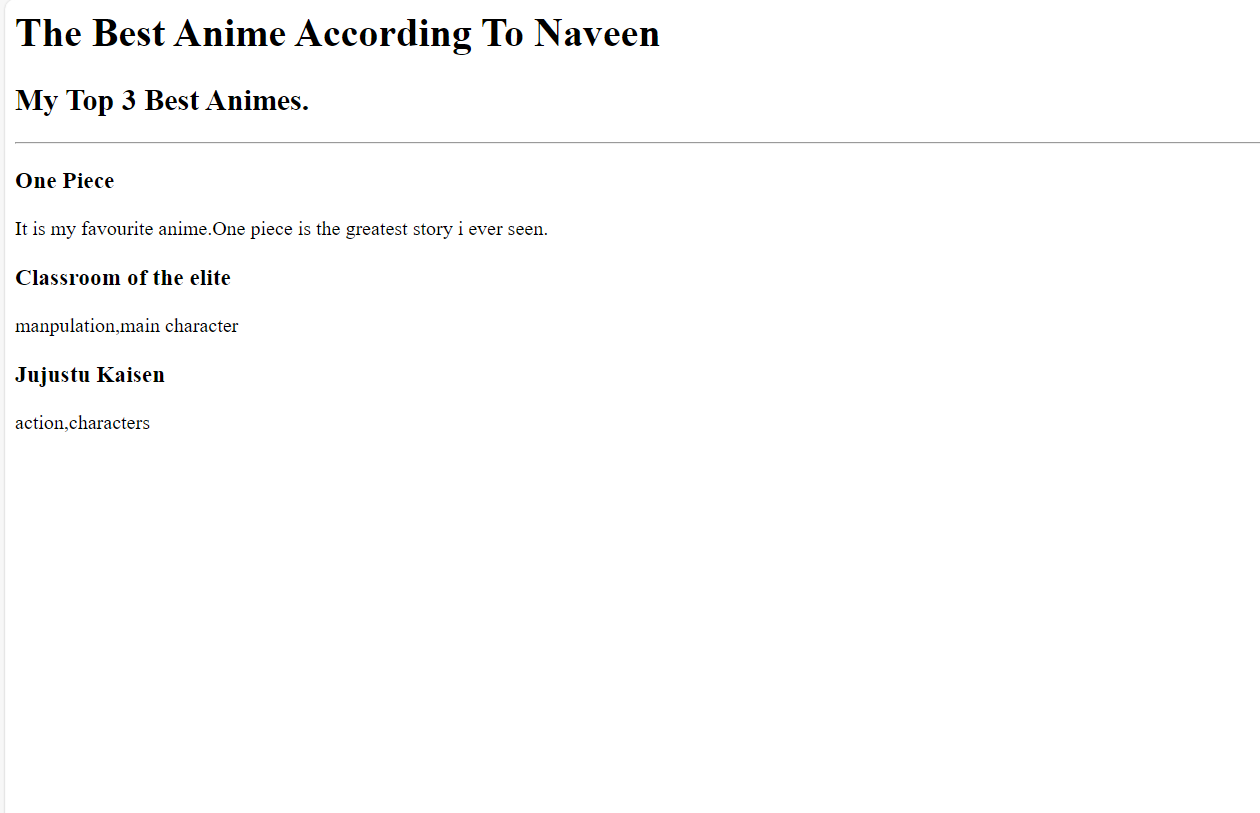 The Best Anime According To Naveen
My Top 3 Best Animes.
One Piece
It is my favourite anime.One piece is the greatest story i ever seen.
Classroom of the elite
manpulation,main character
Jujustu Kaisen
action,characters